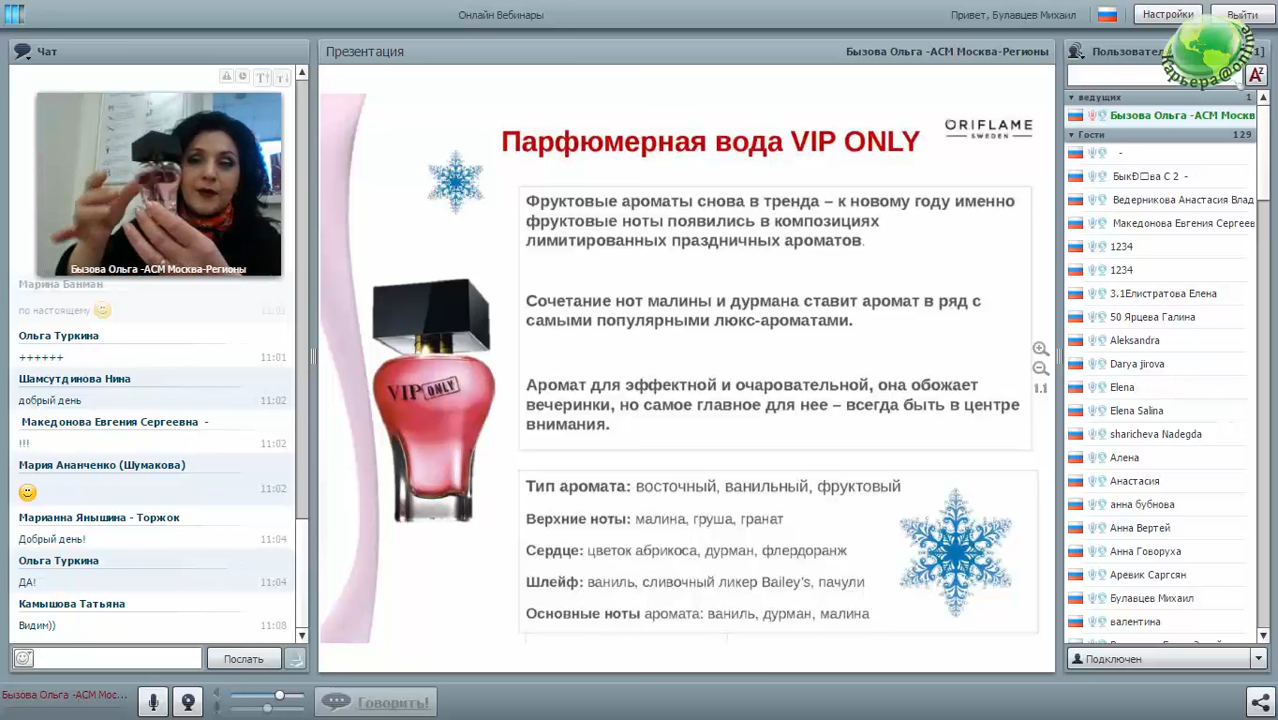 Онлайн Вебинары
Привет, Булавцев Михаил
Настройки
Выйти
Карьера@online
Чат
Бызова Ольга -АСМ Москва-Регионы
Марина Банман
по настоящему
11:01
Ольга Туркина
++++++
11:01
Шамсутдинова Нина
добрый день
11:02
Македонова Евгения Сергеевна -
!!!
11:02
Мария Ананченко (Шумакова)
11:02
Марианна Янышина - Торжок
Добрый день!
11:04
Ольга Туркина
ДА!
11:04
Камышова Татьяна
Видим))
11:08
Послать
Презентация
Бызова Ольга -АСМ Москва-Регионы
ORIFLAME
SWEDEN
Парфюмерная вода VIP ONLY
Фруктовые ароматы снова в тренда – к новому году именно
фруктовые ноты появились в композициях
лимитированных праздничных ароматов.
Сочетание нот малины и дурмана ставит аромат в ряд с
самыми популярными люкс-ароматами.
Аромат для эффектной и очаровательной, она обожает
вечеринки, но самое главное для нее – всегда быть в центре
внимания.
VIP ONLY
Тип аромата: восточный, ванильный, фруктовый
Верхние ноты: малина, груша, гранат
Сердце: цветок абрикоса, дурман, флердоранж
Шлейф: ваниль, сливочный ликер Bailey's, пачули
Основные ноты аромата: ваниль, дурман, малина
1.1
Пользовате
1]
AZ
ведущих 1
Бызова Ольга -АСМ Москв
Гости 129
-
Ведерникова Анастасия Влад
Македонова Евгения Сергеев
1234
1234
3.1Елистратова Елена
50 Ярцева Галина
Aleksandra
Darya jirova
Elena
Elena Salina
sharicheva Nadegda
Алена
Анастасия
анна бубнова
Анна Вертей
Анна Говоруха
Аревик Саргсян
Булавцев Михаил
валентина
Подключен
Бызова Ольга -АСМ Мос...
Говорить!